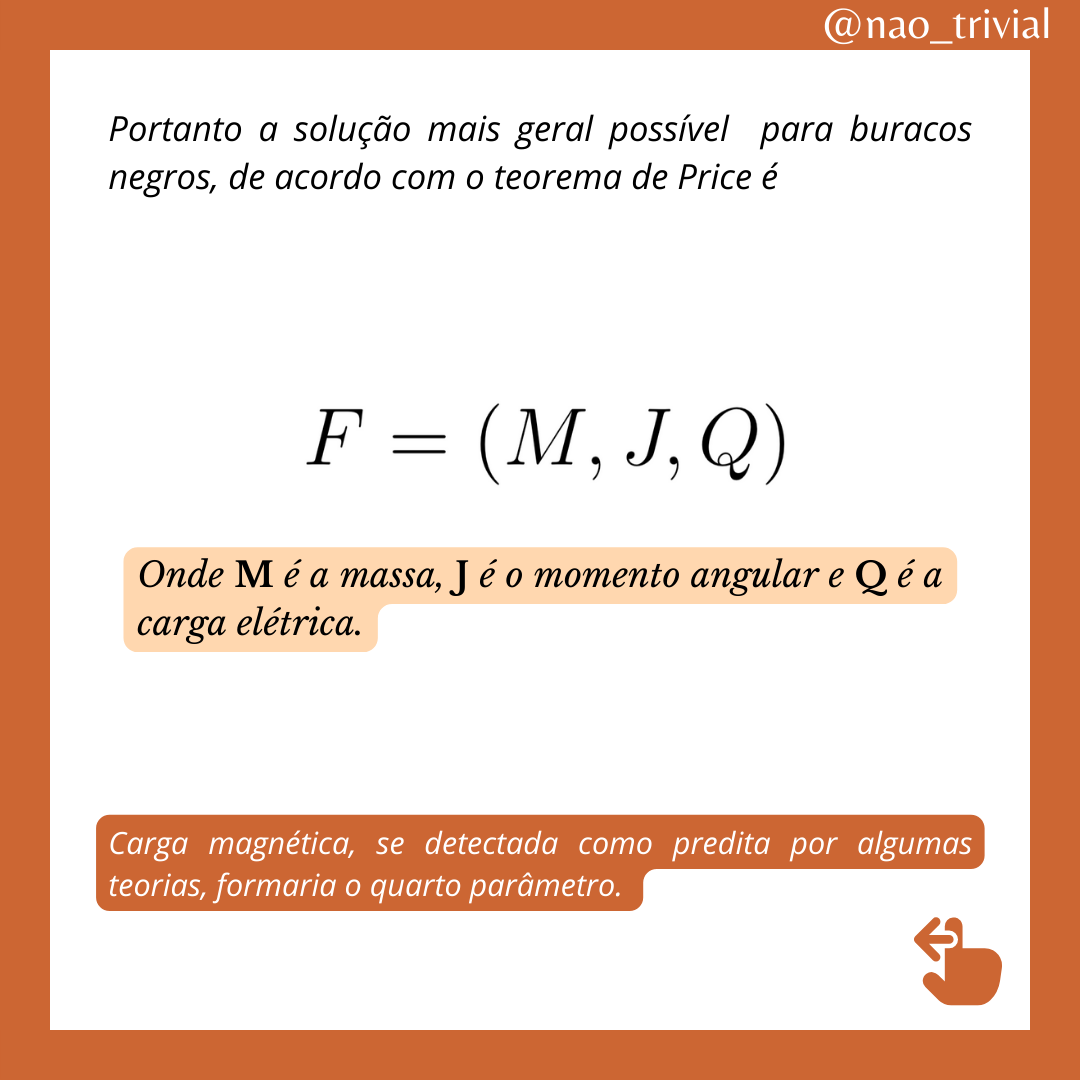 @nao_trivial
Portanto a solução mais geral possível para buracos
negros, de acordo com o teorema de Price é
F = (M, J, Q)
Onde M é a massa, J é o momento angular e Q é a
carga elétrica.
Carga magnética, se detectada como predita por algumas
teorias, formaria o quarto parâmetro.